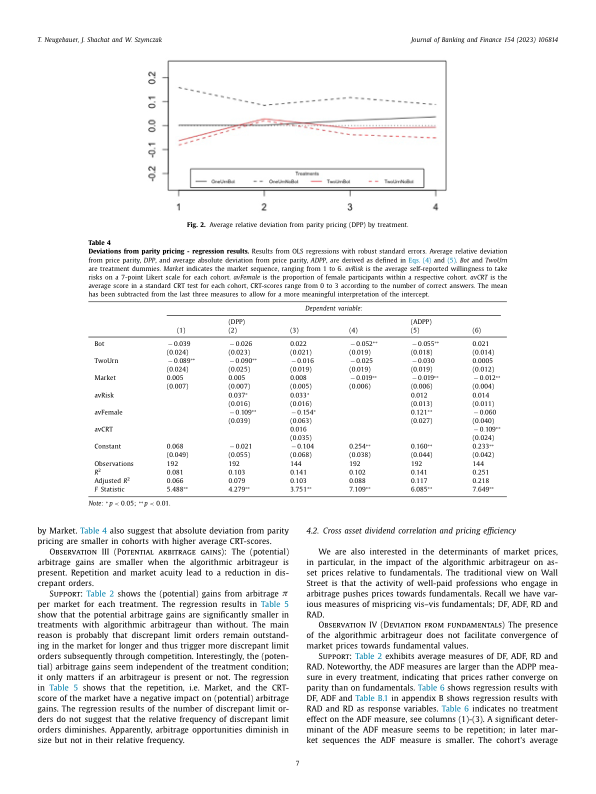 T. Neugebauer, J. Shachat and W. Szymczak
Journal of Banking and Finance 154 (2023) 106814
0.2
0.1
0.0
-0.1
-0.2
Treatments
OneUrnBot OneUrnNoBot TwoUrnBot TwoUrnNoBot
1 2 3 4
Fig. 2. Average relative deviation from parity pricing (DPP) by treatment.
Table 4
Deviations from parity pricing – regression results. Results from OLS regressions with robust standard errors. Average relative deviation
from price parity, DPP, and average absolute deviation from price parity, ADPP, are derived as defined in Eqs. (4) and (5). Bot and TwoUrn
are treatment dummies. Market indicates the market sequence, ranging from 1 to 6. avRisk is the average self-reported willingness to take
risks on a 7-point Likert scale for each cohort. avFemale is the proportion of female participants within a respective cohort. avCRT is the
average score in a standard CRT test for each cohort, CRT-scores range from 0 to 3 according to the number of correct answers. The mean
has been subtracted from the last three measures to allow for a more meaningful interpretation of the intercept.
Dependent variable:
(DPP) (ADPP)
(1) (2) (3) (4) (5) (6)
Bot −0.039 −0.026 0.022 −0.052** −0.055** 0.021
(0.024) (0.023) (0.021) (0.019) (0.018) (0.014)
TwoUrn −0.089** −0.090** −0.016 −0.025 −0.030 0.0005
(0.024) (0.025) (0.019) (0.019) (0.019) (0.012)
Market 0.005 0.005 0.008 −0.019** −0.019** −0.012**
(0.007) (0.007) (0.005) (0.006) (0.006) (0.004)
avRisk 0.037* 0.033* 0.012 0.014
(0.016) (0.016) (0.013) (0.011)
avFemale −0.109** −0.154* 0.121** −0.060
(0.039) (0.063) (0.027) (0.040)
avCRT 0.016 −0.109**
(0.035) (0.024)
Constant 0.068 −0.021 −0.104 0.254** 0.160** 0.233**
(0.049) (0.055) (0.068) (0.038) (0.044) (0.042)
Observations 192 192 144 192 192 144
R² 0.081 0.103 0.141 0.102 0.141 0.251
Adjusted R² 0.066 0.079 0.103 0.088 0.117 0.218
F Statistic 5.488** 4.279** 3.751** 7.109** 6.085** 7.649**
Note: *p < 0.05; **p < 0.01.
by Market. Table 4 also suggest that absolute deviation from parity
pricing are smaller in cohorts with higher average CRT-scores.
Observation III (Potential arbitrage gains): The (potential)
arbitrage gains are smaller when the algorithmic arbitrageur is
present. Repetition and market acuity lead to a reduction in dis-
crepant orders.
Support: Table 2 shows the (potential) gains from arbitrage π
per market for each treatment. The regression results in Table 5
show that the potential arbitrage gains are significantly smaller in
treatments with algorithmic arbitrageur than without. The main
reason is probably that discrepant limit orders remain outstand-
ing in the market for longer and thus trigger more discrepant limit
orders subsequently through competition. Interestingly, the (poten-
tial) arbitrage gains seem independent of the treatment condition;
it only matters if an arbitrageur is present or not. The regression
in Table 5 shows that the repetition, i.e. Market, and the CRT-
score of the market have a negative impact on (potential) arbitrage
gains. The regression results of the number of discrepant limit or-
ders do not suggest that the relative frequency of discrepant limit
orders diminishes. Apparently, arbitrage opportunities diminish in
size but not in their relative frequency.
4.2. Cross asset dividend correlation and pricing efficiency
We are also interested in the determinants of market prices,
in particular, in the impact of the algorithmic arbitrageur on as-
set prices relative to fundamentals. The traditional view on Wall
Street is that the activity of well-paid professions who engage in
arbitrage pushes prices towards fundamentals. Recall we have var-
ious measures of mispricing vis–vis fundamentals; DF, ADF, RD and
RAD.
Observation IV (Deviation from fundamentals) The presence
of the algorithmic arbitrageur does not facilitate convergence of
market prices towards fundamental values.
Support: Table 2 exhibits average measures of DF, ADF, RD and
RAD. Noteworthy, the ADF measures are larger than the ADPP mea-
sure in every treatment, indicating that prices rather converge on
parity than on fundamentals. Table 6 shows regression results with
DF, ADF and Table B.1 in appendix B shows regression results with
RAD and RD as response variables. Table 6 indicates no treatment
effect on the ADF measure, see columns (1)-(3). A significant deter-
minant of the ADF measure seems to be repetition; in later mar-
ket sequences the ADF measure is smaller. The cohort's average
7